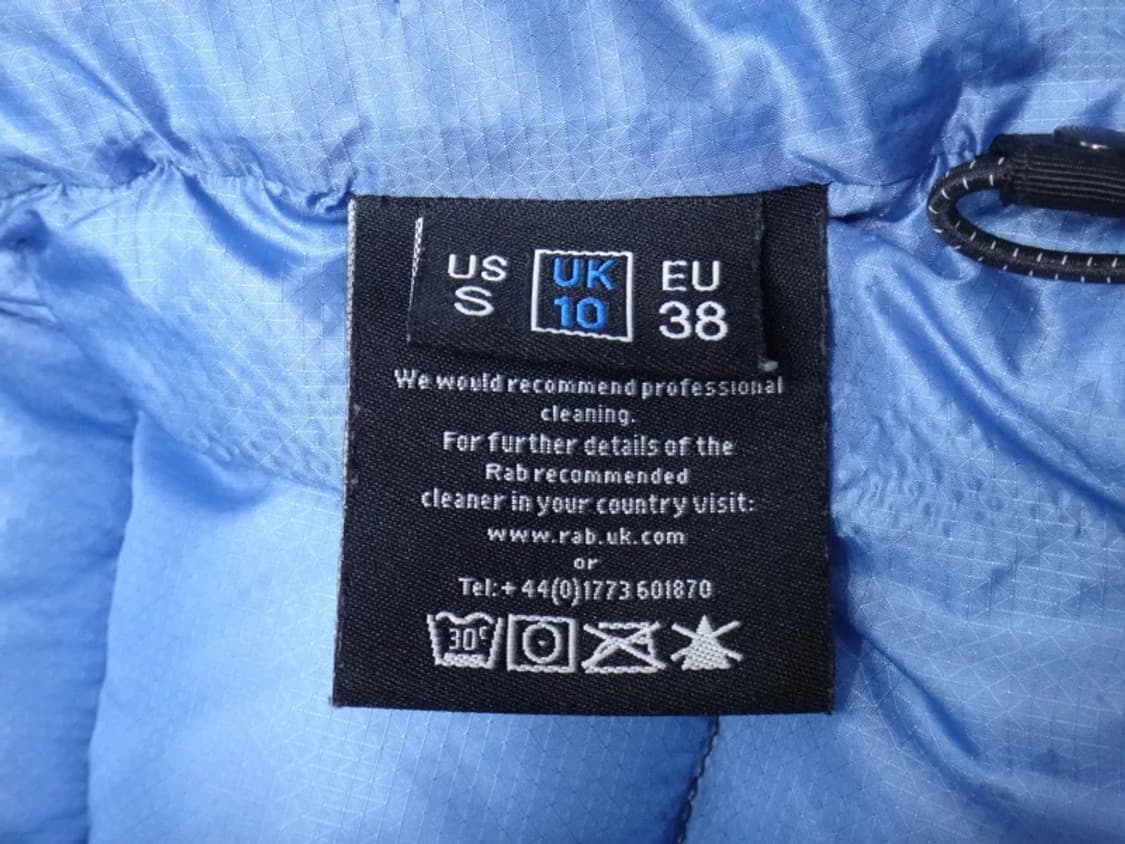 US UK EU
S 10 38
We would recommend professional
cleaning.
For further details of the
Rab recommended
cleaner in your country visit:
www.rab.uk.com
or
Tel:+ 44(0)1773 601870
30c